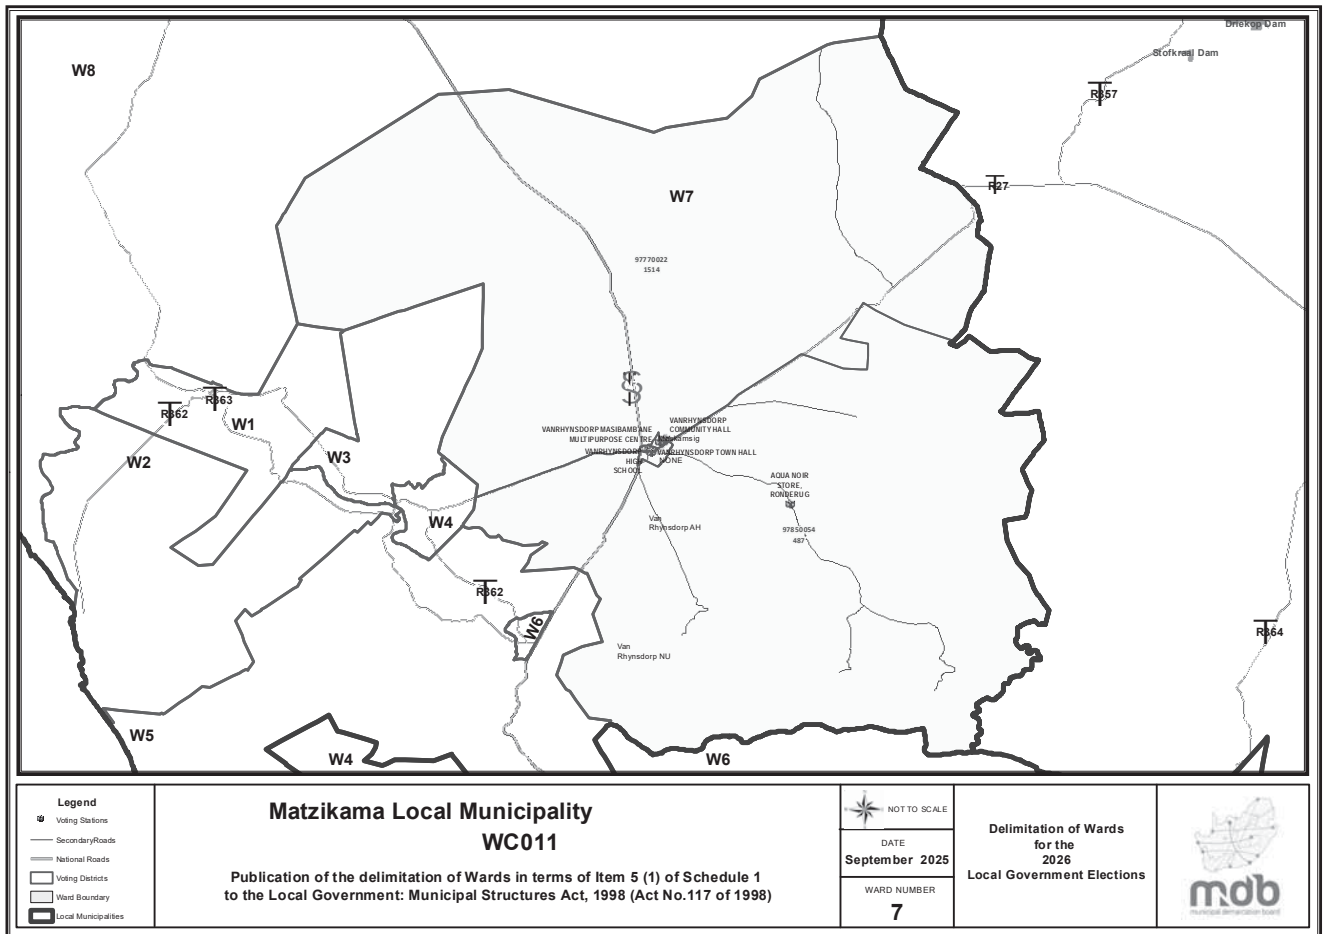 Driekop Dam
Stofkraal Dam
W8
R357
R27
W7
97770022
1514
R363
R362
W1
W2
W3
VANRHYNSDORP
COMMUNITY HALL
VANRHYNSDORP MASIBAMBANE
MULTIPURPOSE CENTRE
VANRHYNSDORP TOWN HALL
NONE
VANRHYNSDORP
HIGH
SCHOOL
AQUA NOIR
STORE,
RONDERUG
W4
Van
Rhynsdorp AH
97850054
487
R362
W6
R364
Van
Rhynsdorp NU
W5
W4
W6
Legend
Voting Stations
SecondaryRoads
National Roads
Voting Districts
Ward Boundary
Local Municipalities
Matzikama Local Municipality
WC011
Publication of the delimitation of Wards in terms of Item 5 (1) of Schedule 1
to the Local Government: Municipal Structures Act, 1998 (Act No.117 of 1998)
NOT TO SCALE
DATE
September 2025
WARD NUMBER
7
Delimitation of Wards
for the
2026
Local Government Elections
mdb
municipal demarcation board